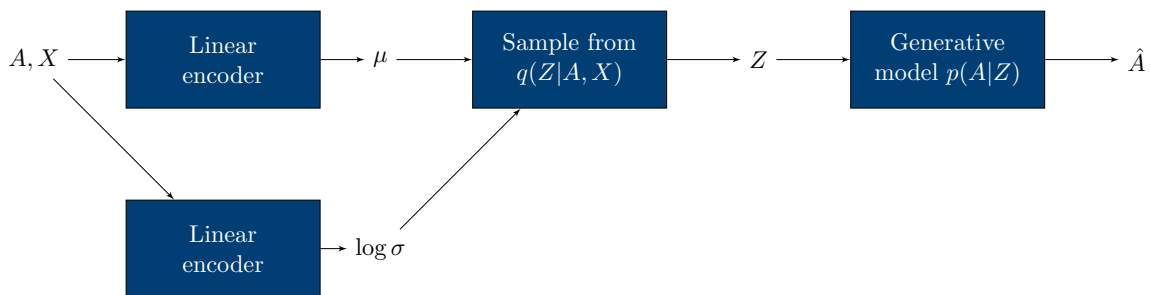 A, X
Linear
encoder
μ
Sample from
q(Z|A, X)
Z
Generative
model p(A|Z)
Â
Linear
encoder
log σ